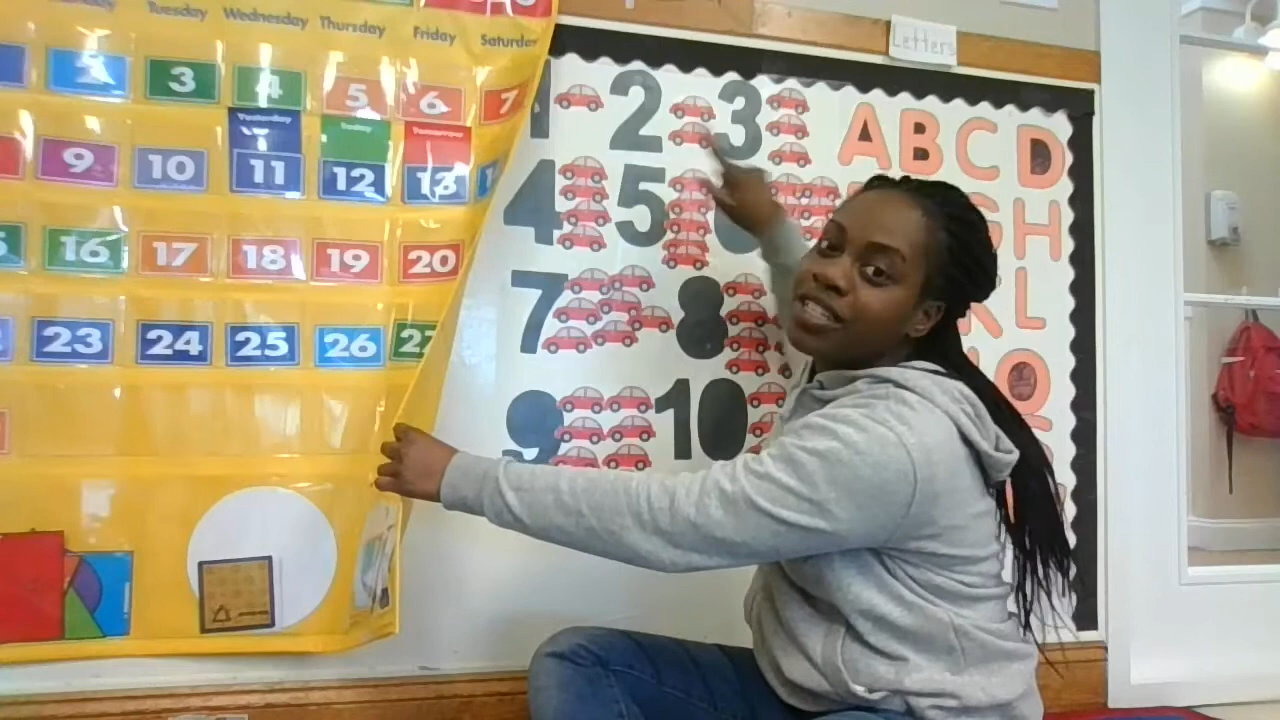 Tuesday Wednesday Thursday Friday Saturday
3 4 5 6 7
Yesterday Today Tomorrow
9 10 11 12 13
16 17 18 19 20
23 24 25 26 27
Letters
1 2 3
4 5
7 8
9 10
A B C D
H
K L